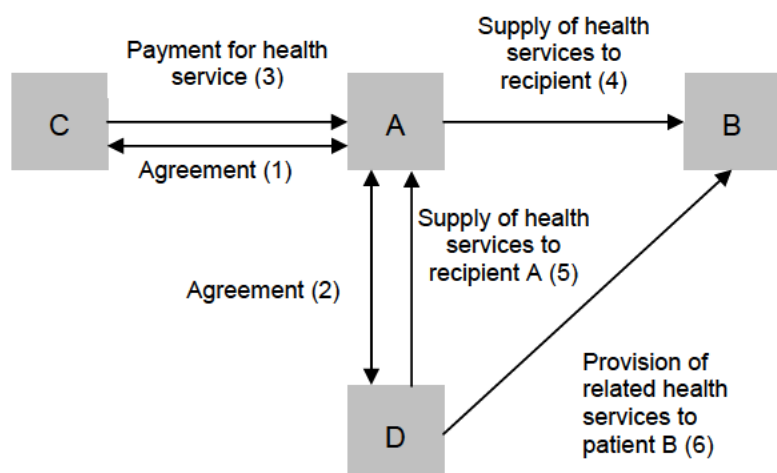 Payment for health
service (3)
Supply of health
services to
recipient (4)
C
A
B
Agreement (1)
Supply of health
services to
recipient A (5)
Agreement (2)
Provision of
related health
services to
patient B (6)
D